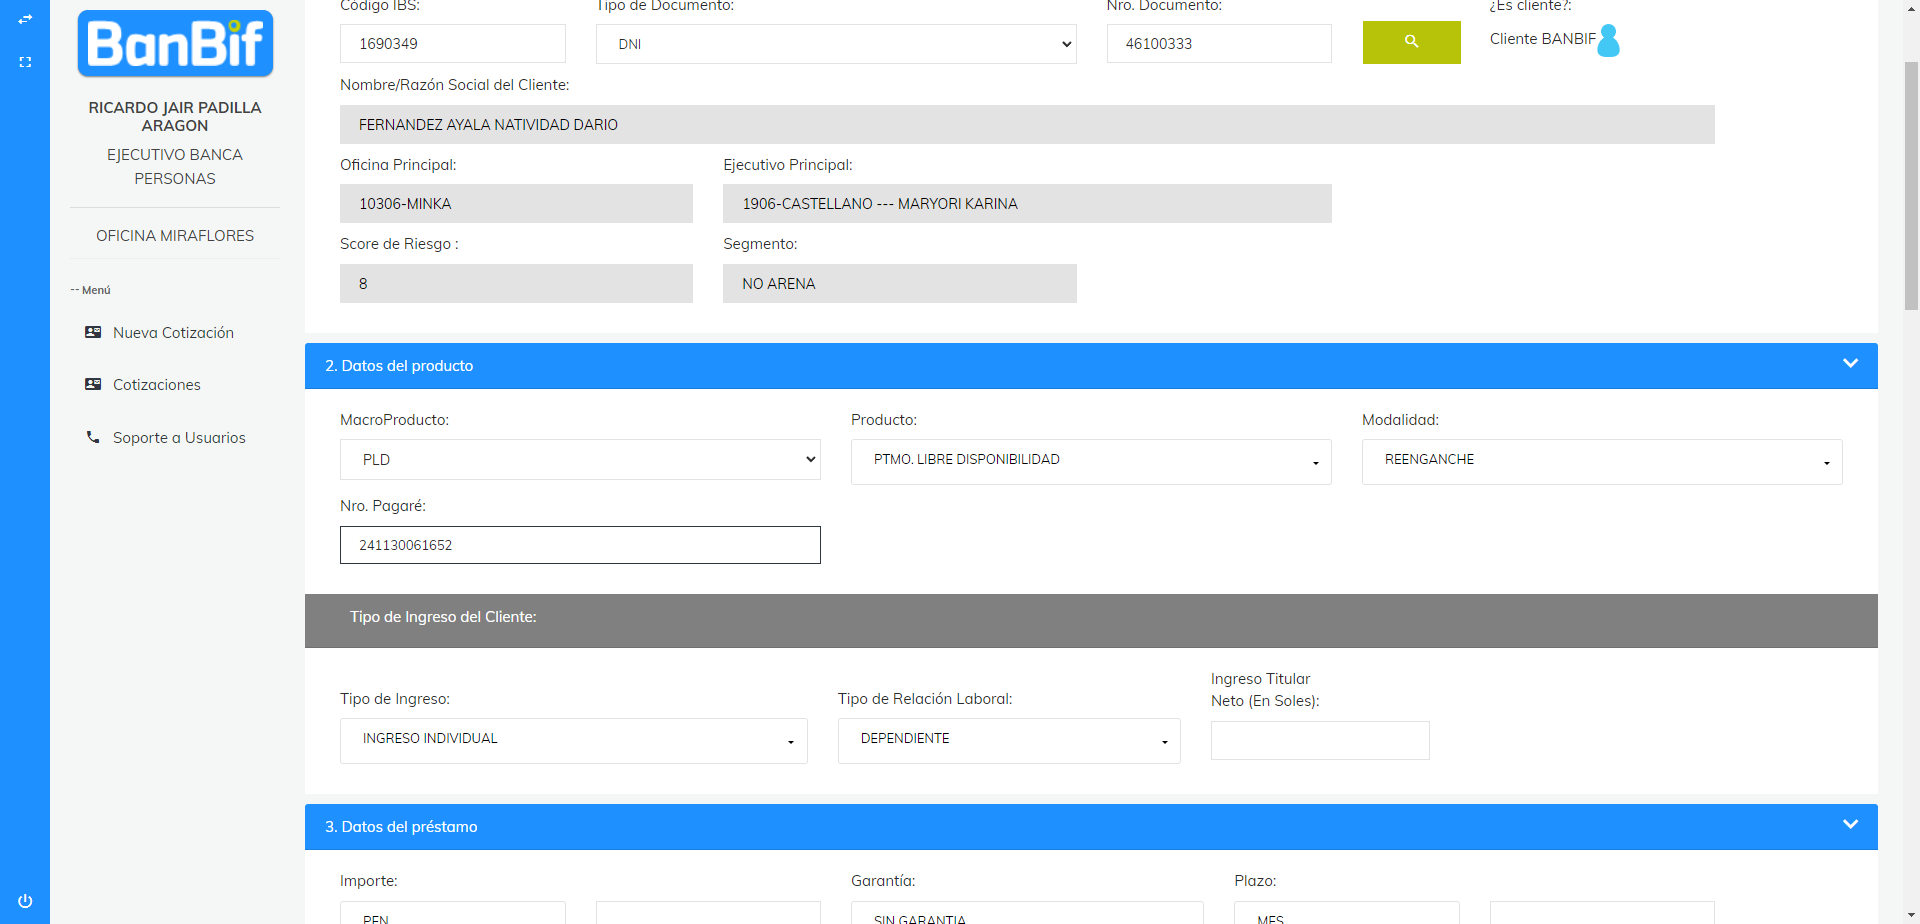 BanBif
RICARDO JAIR PADILLA
ARAGON
EJECUTIVO BANCA
PERSONAS
OFICINA MIRAFLORES
-- Menú
Nueva Cotización
Cotizaciones
Soporte a Usuarios
Código IBS:
Tipo de Documento:
Nro. Documento:
¿Es cliente?:
1690349
DNI
46100333
Cliente BANBIF
Nombre/Razón Social del Cliente:
FERNANDEZ AYALA NATIVIDAD DARIO
Oficina Principal:
Ejecutivo Principal:
10306-MINKA
1906-CASTELLANO --- MARYORI KARINA
Score de Riesgo :
Segmento:
8
NO ARENA
2. Datos del producto
MacroProducto:
Producto:
Modalidad:
PLD
PTMO. LIBRE DISPONIBILIDAD
REENGANCHE
Nro. Pagaré:
241130061652
Tipo de Ingreso del Cliente:
Tipo de Ingreso:
Tipo de Relación Laboral:
Ingreso Titular
Neto (En Soles):
INGRESO INDIVIDUAL
DEPENDIENTE
3. Datos del préstamo
Importe:
Garantía:
Plazo:
PEN
SIN GARANTIA
MES